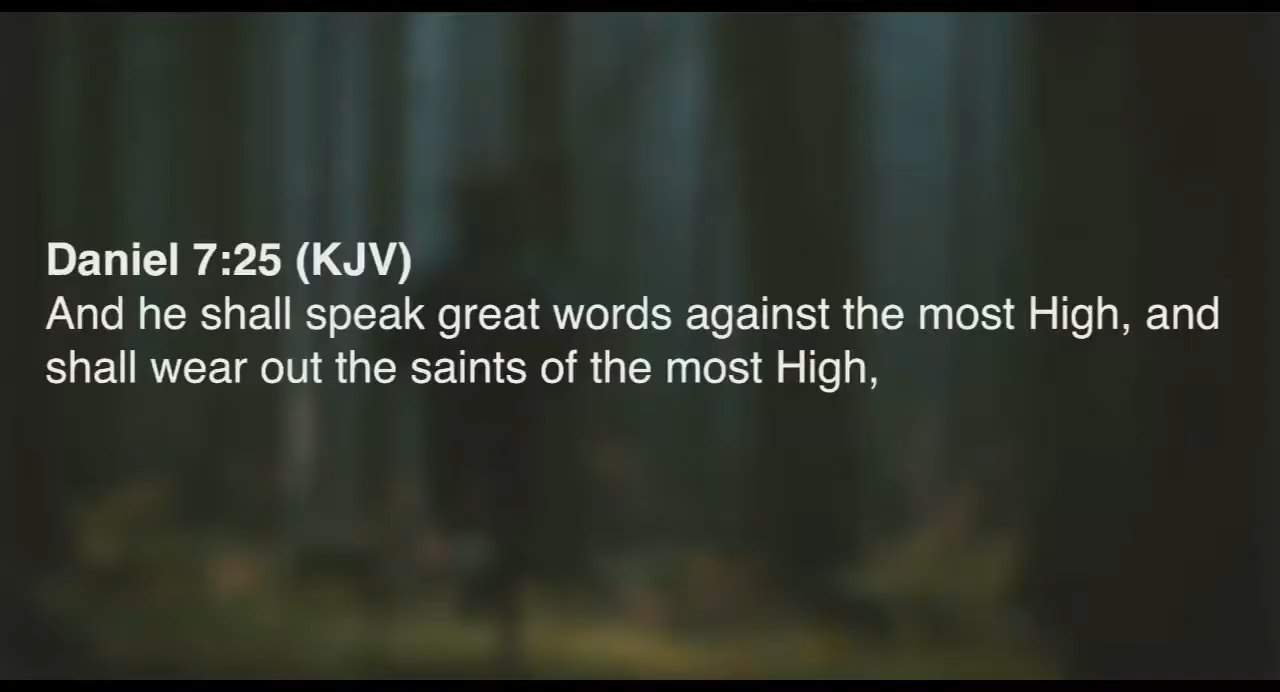 Daniel 7:25 (KJV)
And he shall speak great words against the most High, and
shall wear out the saints of the most High,